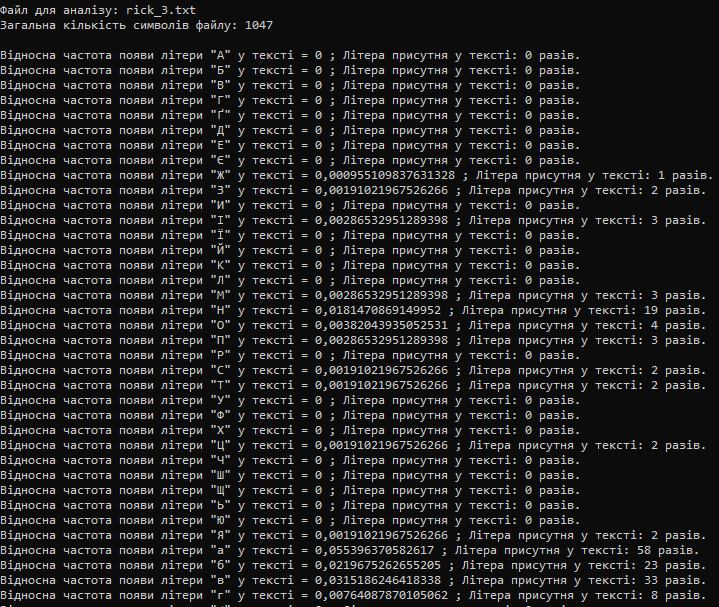 Файл для аналізу: rick_3.txt
Загальна кількість символів файлу: 1047
Відносна частота появи літери "А" у тексті = 0 ; Літера присутня у тексті: 0 разів.
Відносна частота появи літери "Б" у тексті = 0 ; Літера присутня у тексті: 0 разів.
Відносна частота появи літери "В" у тексті = 0 ; Літера присутня у тексті: 0 разів.
Відносна частота появи літери "Г" у тексті = 0 ; Літера присутня у тексті: 0 разів.
Відносна частота появи літери "Ґ" у тексті = 0 ; Літера присутня у тексті: 0 разів.
Відносна частота появи літери "Д" у тексті = 0 ; Літера присутня у тексті: 0 разів.
Відносна частота появи літери "Е" у тексті = 0 ; Літера присутня у тексті: 0 разів.
Відносна частота появи літери "Є" у тексті = 0 ; Літера присутня у тексті: 0 разів.
Відносна частота появи літери "Ж" у тексті = 0,000955109837631328 ; Літера присутня у тексті: 1 разів.
Відносна частота появи літери "З" у тексті = 0,00191021967526266 ; Літера присутня у тексті: 2 разів.
Відносна частота появи літери "И" у тексті = 0 ; Літера присутня у тексті: 0 разів.
Відносна частота появи літери "І" у тексті = 0,00286532951289398 ; Літера присутня у тексті: 3 разів.
Відносна частота появи літери "Ї" у тексті = 0 ; Літера присутня у тексті: 0 разів.
Відносна частота появи літери "Й" у тексті = 0 ; Літера присутня у тексті: 0 разів.
Відносна частота появи літери "К" у тексті = 0 ; Літера присутня у тексті: 0 разів.
Відносна частота появи літери "Л" у тексті = 0 ; Літера присутня у тексті: 0 разів.
Відносна частота появи літери "М" у тексті = 0,00286532951289398 ; Літера присутня у тексті: 3 разів.
Відносна частота появи літери "Н" у тексті = 0,0181470869149952 ; Літера присутня у тексті: 19 разів.
Відносна частота появи літери "О" у тексті = 0,00382043935052531 ; Літера присутня у тексті: 4 разів.
Відносна частота появи літери "П" у тексті = 0,00286532951289398 ; Літера присутня у тексті: 3 разів.
Відносна частота появи літери "Р" у тексті = 0 ; Літера присутня у тексті: 0 разів.
Відносна частота появи літери "С" у тексті = 0,00191021967526266 ; Літера присутня у тексті: 2 разів.
Відносна частота появи літери "Т" у тексті = 0,00191021967526266 ; Літера присутня у тексті: 2 разів.
Відносна частота появи літери "У" у тексті = 0 ; Літера присутня у тексті: 0 разів.
Відносна частота появи літери "Ф" у тексті = 0 ; Літера присутня у тексті: 0 разів.
Відносна частота появи літери "Х" у тексті = 0 ; Літера присутня у тексті: 0 разів.
Відносна частота появи літери "Ц" у тексті = 0,00191021967526266 ; Літера присутня у тексті: 2 разів.
Відносна частота появи літери "Ч" у тексті = 0 ; Літера присутня у тексті: 0 разів.
Відносна частота появи літери "Ш" у тексті = 0 ; Літера присутня у тексті: 0 разів.
Відносна частота появи літери "Щ" у тексті = 0 ; Літера присутня у тексті: 0 разів.
Відносна частота появи літери "Ь" у тексті = 0 ; Літера присутня у тексті: 0 разів.
Відносна частота появи літери "Ю" у тексті = 0 ; Літера присутня у тексті: 0 разів.
Відносна частота появи літери "Я" у тексті = 0,00191021967526266 ; Літера присутня у тексті: 2 разів.
Відносна частота появи літери "а" у тексті = 0,055396370582617 ; Літера присутня у тексті: 58 разів.
Відносна частота появи літери "б" у тексті = 0,0219675262655205 ; Літера присутня у тексті: 23 разів.
Відносна частота появи літери "в" у тексті = 0,0315186246418338 ; Літера присутня у тексті: 33 разів.
Відносна частота появи літери "г" у тексті = 0,00764087870105062 ; Літера присутня у тексті: 8 разів.